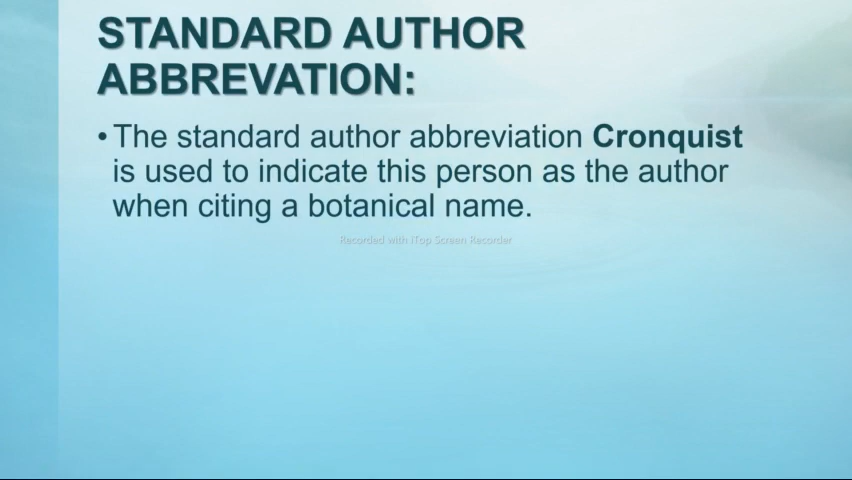 STANDARD AUTHOR
ABBREVATION:
• The standard author abbreviation Cronquist
is used to indicate this person as the author
when citing a botanical name.
Recorded with iTop Screen Recorder